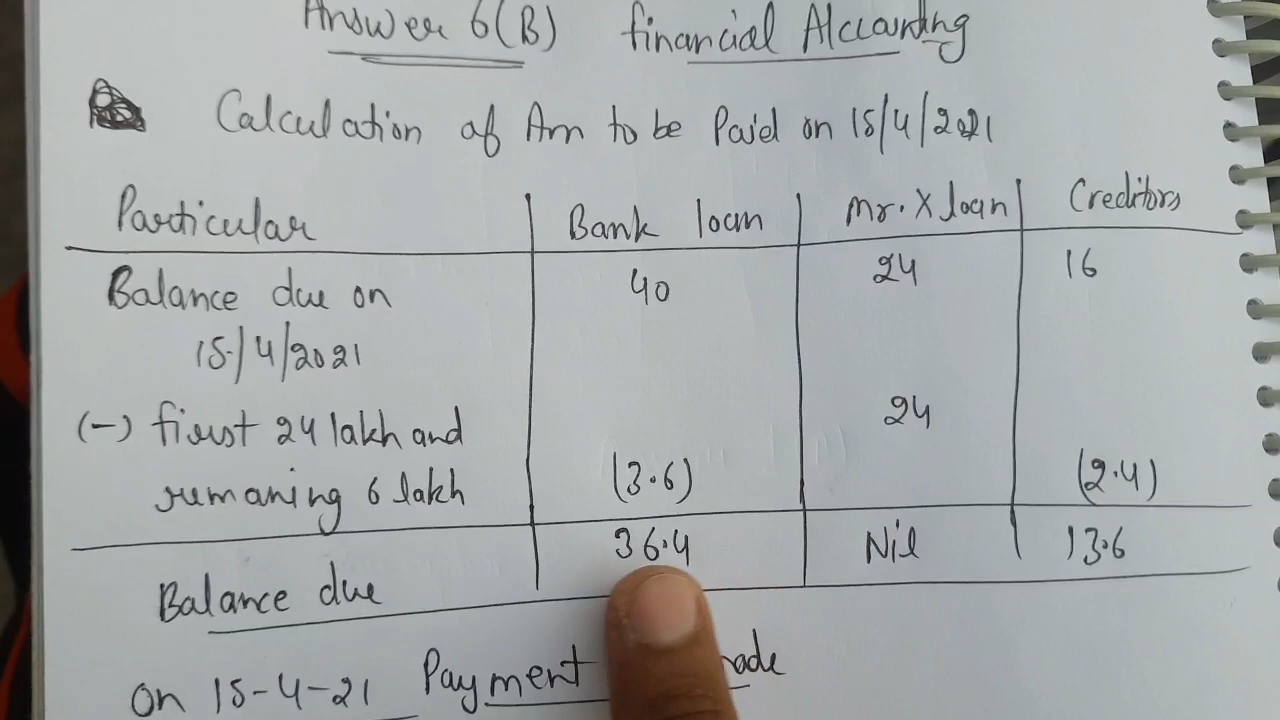 Answer 6(B) financial Accounting
Calculation of Am to be Paid on 15/4/2021
Particular Bank loan Mr. X loan Creditors
Balance due on 40 24 16
15/4/2021
(-) first 24 lakh and 24
remaning 6 lakh (3.6) (2.4)
Balance due 36.4 Nil 13.6
on 15-4-21 Payment